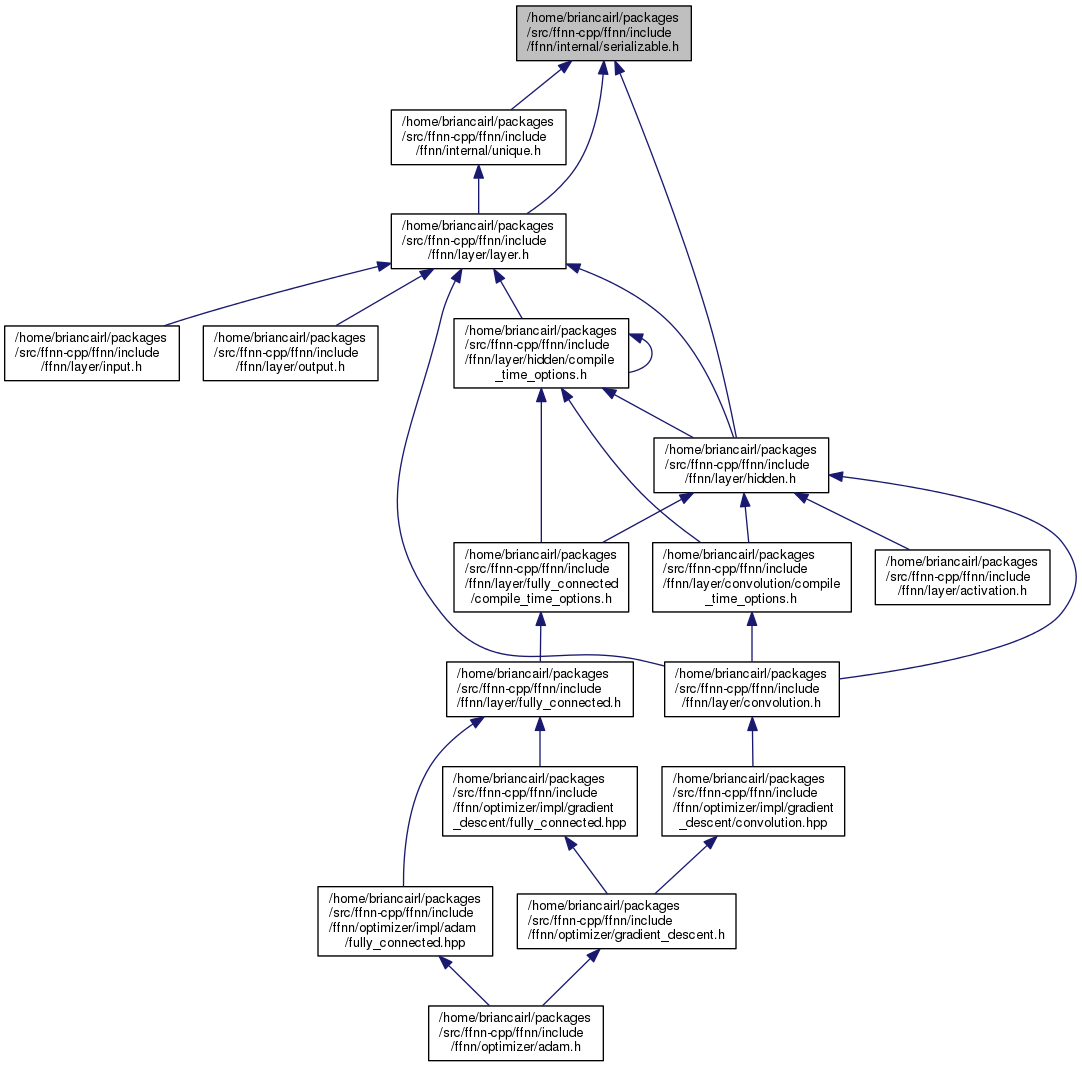 /home/briancairl/packages
/src/ffnn-cpp/ffnn/include
/ffnn/internal/serializable.h
/home/briancairl/packages
/src/ffnn-cpp/ffnn/include
/ffnn/internal/unique.h
/home/briancairl/packages
/src/ffnn-cpp/ffnn/include
/ffnn/layer/layer.h
/home/briancairl/packages
/src/ffnn-cpp/ffnn/include
/ffnn/layer/input.h
/home/briancairl/packages
/src/ffnn-cpp/ffnn/include
/ffnn/layer/output.h
/home/briancairl/packages
/src/ffnn-cpp/ffnn/include
/ffnn/layer/hidden/compile
_time_options.h
/home/briancairl/packages
/src/ffnn-cpp/ffnn/include
/ffnn/layer/hidden.h
/home/briancairl/packages
/src/ffnn-cpp/ffnn/include
/ffnn/layer/fully_connected
/compile_time_options.h
/home/briancairl/packages
/src/ffnn-cpp/ffnn/include
/ffnn/layer/convolution/compile
_time_options.h
/home/briancairl/packages
/src/ffnn-cpp/ffnn/include
/ffnn/layer/activation.h
/home/briancairl/packages
/src/ffnn-cpp/ffnn/include
/ffnn/layer/fully_connected.h
/home/briancairl/packages
/src/ffnn-cpp/ffnn/include
/ffnn/layer/convolution.h
/home/briancairl/packages
/src/ffnn-cpp/ffnn/include
/ffnn/optimizer/impl/gradient
_descent/fully_connected.hpp
/home/briancairl/packages
/src/ffnn-cpp/ffnn/include
/ffnn/optimizer/impl/gradient
_descent/convolution.hpp
/home/briancairl/packages
/src/ffnn-cpp/ffnn/include
/ffnn/optimizer/impl/adam
/fully_connected.hpp
/home/briancairl/packages
/src/ffnn-cpp/ffnn/include
/ffnn/optimizer/gradient_descent.h
/home/briancairl/packages
/src/ffnn-cpp/ffnn/include
/ffnn/optimizer/adam.h